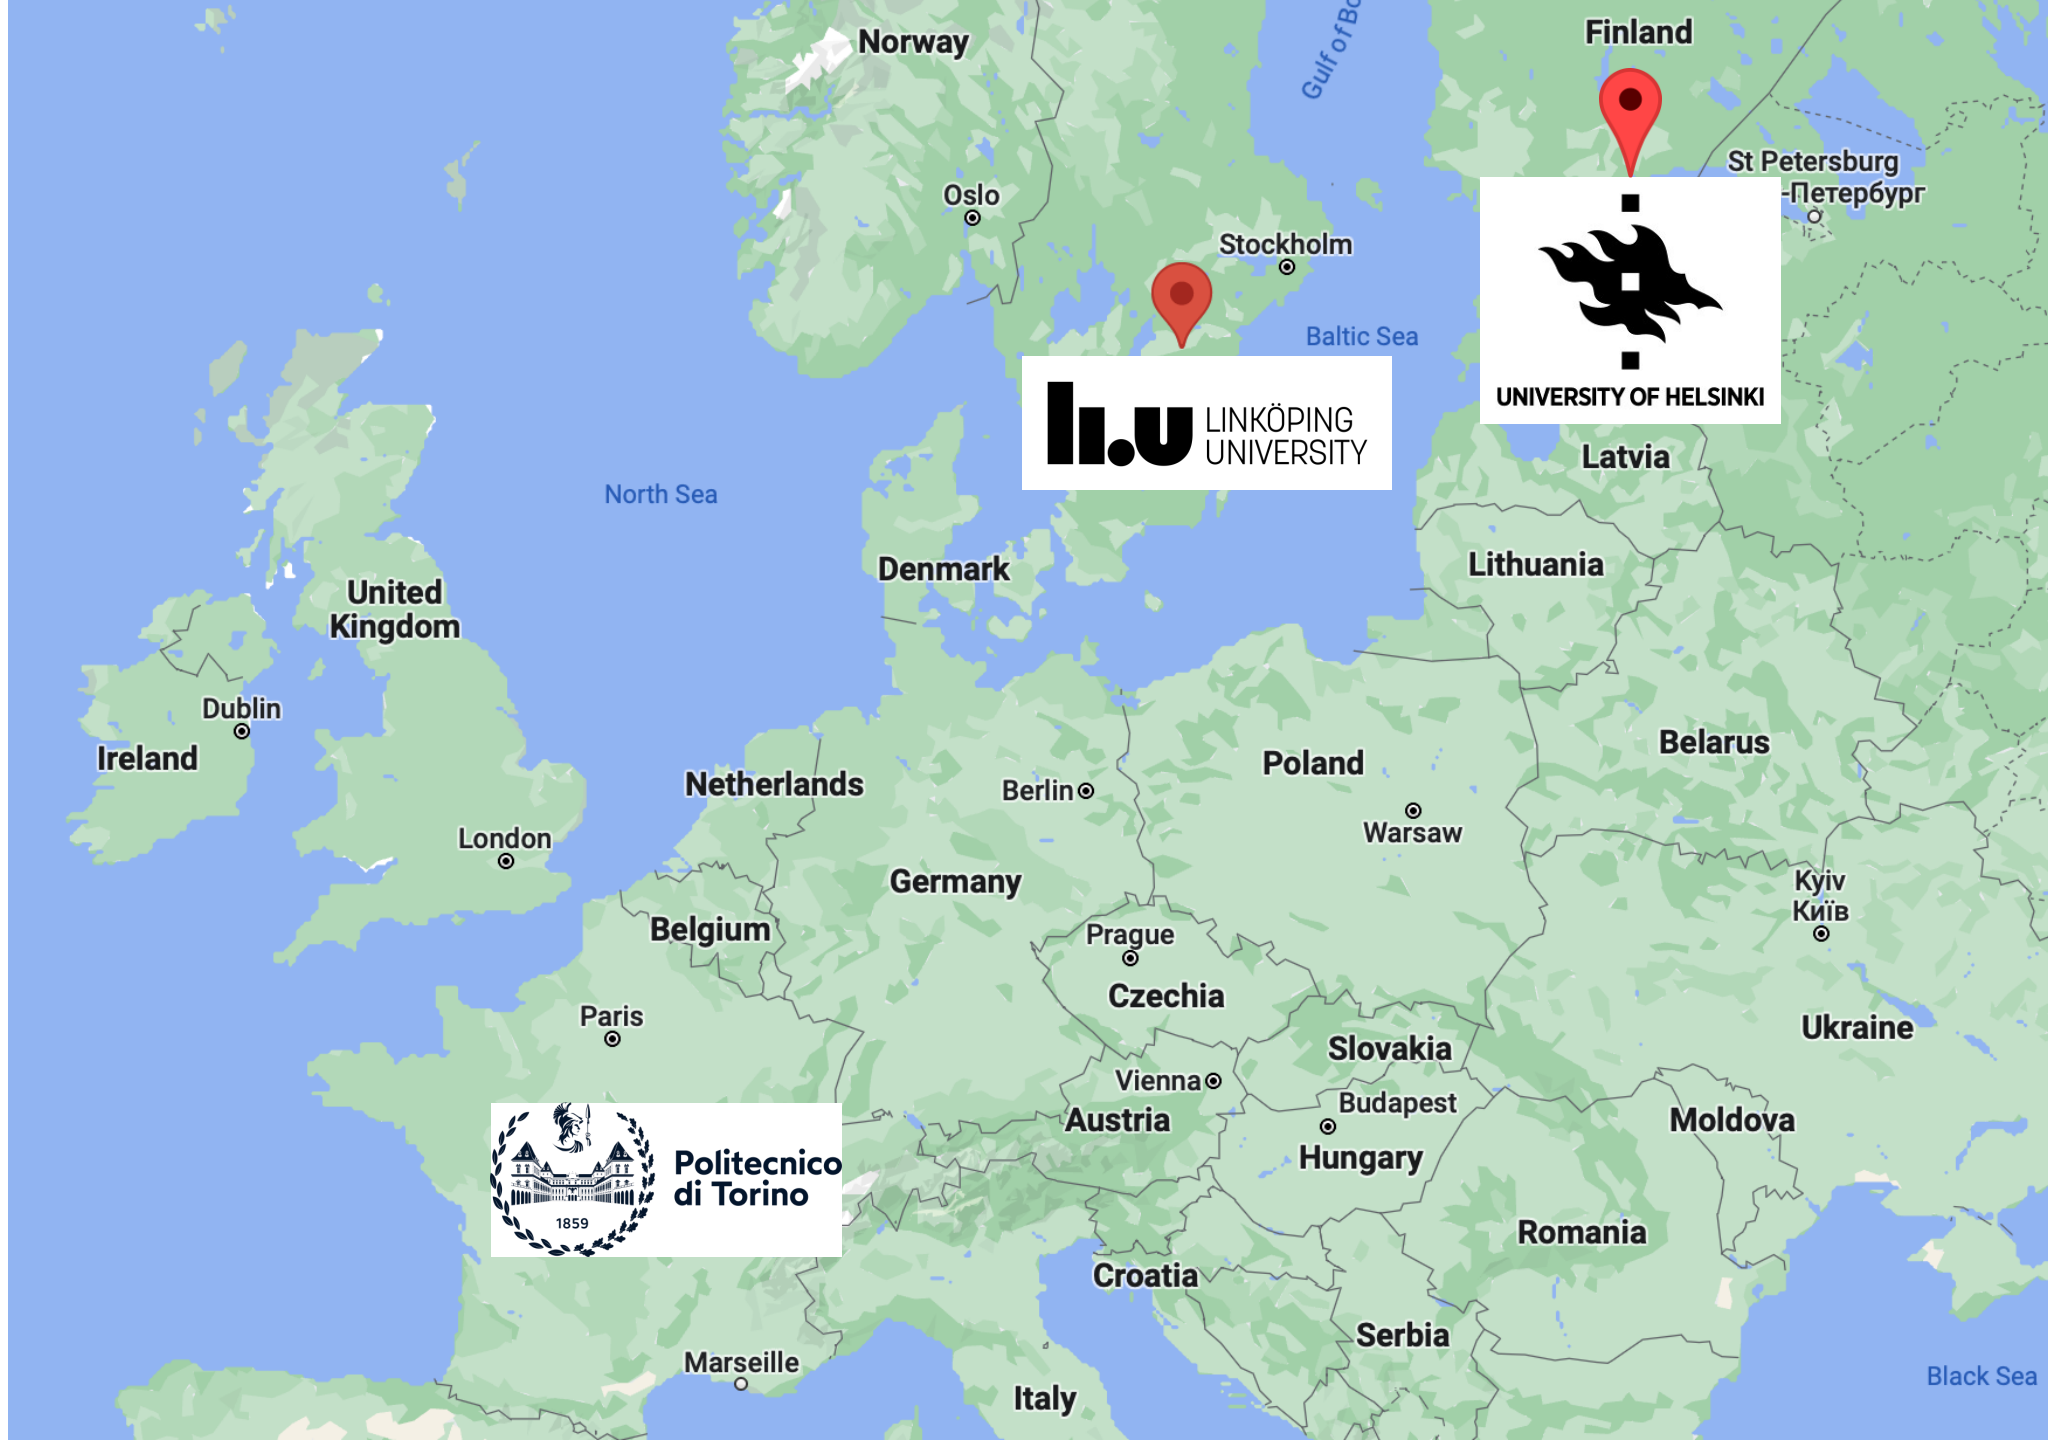 Norway
Finland
Gulf of Bo
St Petersburg
-Петербург
Oslo
Stockholm
Baltic Sea
UNIVERSITY OF HELSINKI
LINKÖPING
UNIVERSITY
li.u
Latvia
North Sea
Denmark
Lithuania
United
Kingdom
Dublin
Ireland
Netherlands
Berlin
Poland
Belarus
Warsaw
London
Germany
Kyiv
Київ
Belgium
Prague
Czechia
Paris
Slovakia
Ukraine
Vienna
Austria
Budapest
Hungary
Moldova
Politecnico
di Torino
1859
Romania
Croatia
Serbia
Marseille
Italy
Black Sea